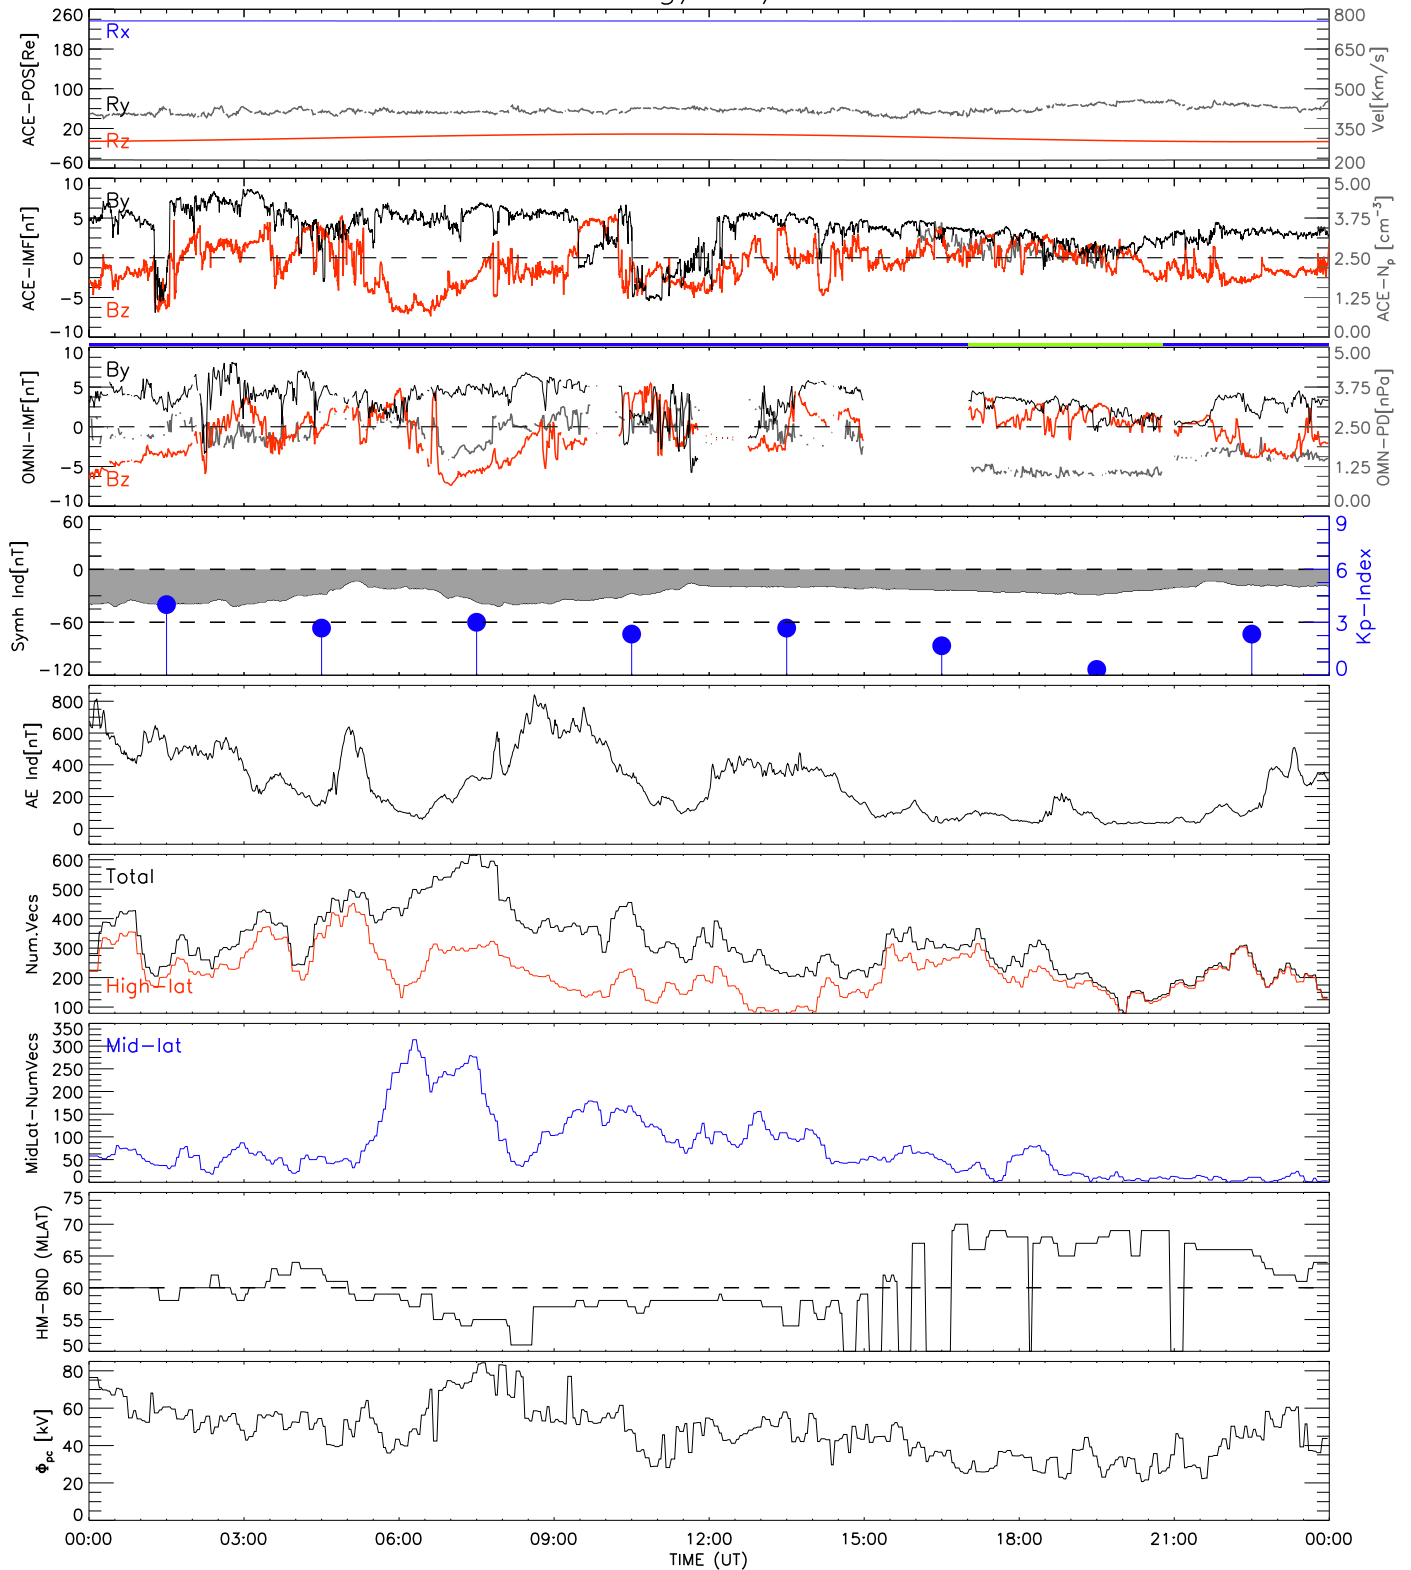 260
180
100
20
-60
ACE-POS[Re]
Rx
Ry
Rz
800
650
500
350
200
Vel[Km/s]
10
5
0
-5
-10
ACE-IMF[nT]
By
Bz
5.00
3.75
2.50
1.25
0.00
ACE-Np [cm-3]
10
5
0
-5
-10
OMNI-IMF[nT]
By
Bz
5.00
3.75
2.50
1.25
0.00
OMN-PD[nPa]
60
0
-60
-120
Symh Ind[nT]
9
6
3
0
Kp-Index
800
600
400
200
0
AE Ind[nT]
600
500
400
300
200
100
Num.Vecs
Total
High-lat
350
300
250
200
150
100
50
0
MidLat-NumVecs
Mid-lat
75
70
65
60
55
50
HM-BND (MLAT)
80
60
40
20
0
Φpc [kV]
00:00 03:00 06:00 09:00 12:00 15:00 18:00 21:00 00:00
TIME (UT)